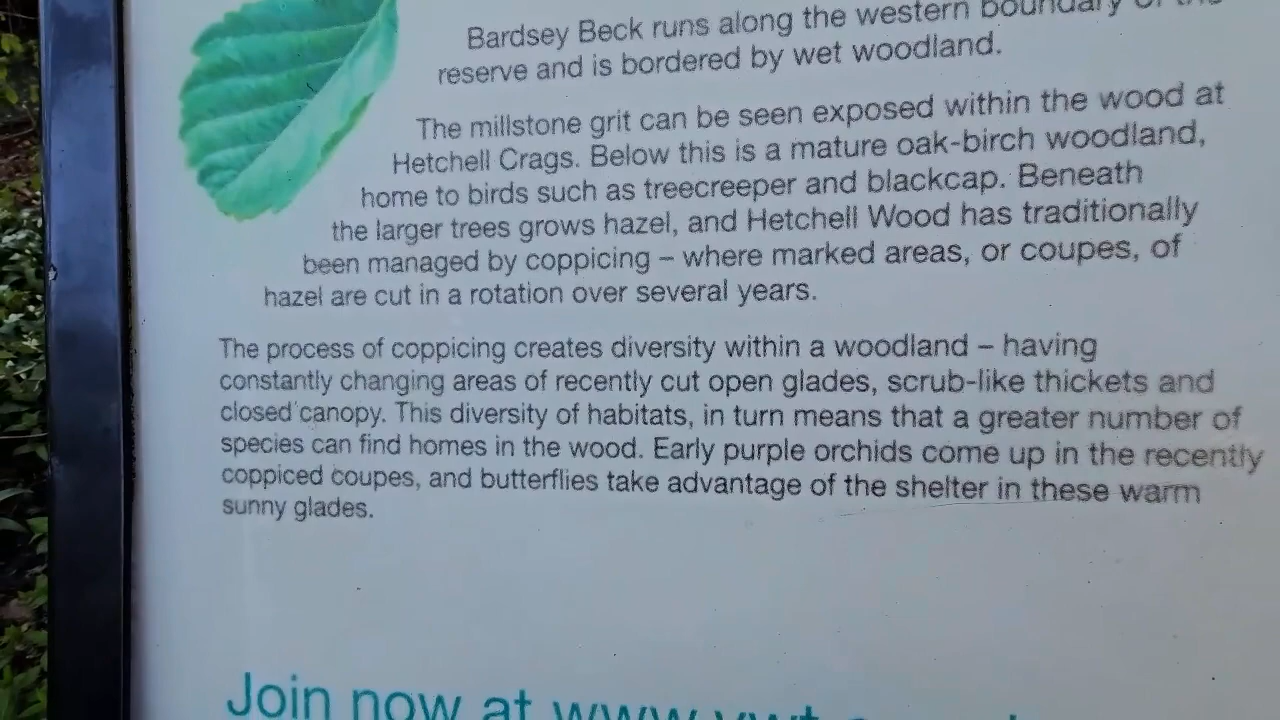 Bardsey Beck runs along the western boundary of the
reserve and is bordered by wet woodland.
The millstone grit can be seen exposed within the wood at
Hetchell Crags. Below this is a mature oak-birch woodland,
home to birds such as treecreeper and blackcap. Beneath
the larger trees grows hazel, and Hetchell Wood has traditionally
been managed by coppicing – where marked areas, or coupes, of
hazel are cut in a rotation over several years.
The process of coppicing creates diversity within a woodland – having
constantly changing areas of recently cut open glades, scrub-like thickets and
closed canopy. This diversity of habitats, in turn means that a greater number of
species can find homes in the wood. Early purple orchids come up in the recently
coppiced coupes, and butterflies take advantage of the shelter in these warm
sunny glades.
Join now at